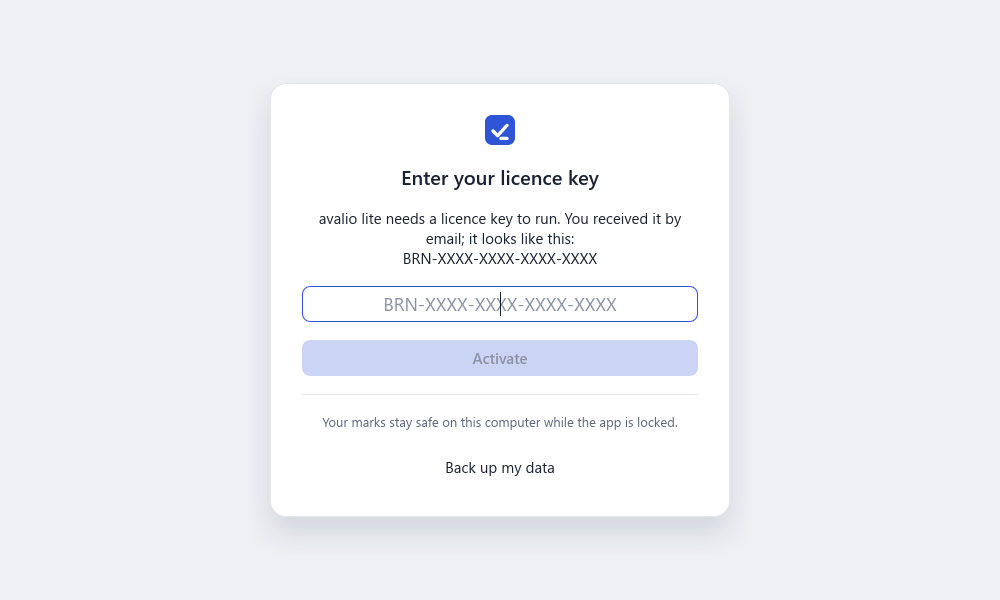 Enter your licence key
avalio lite needs a licence key to run. You received it by
email; it looks like this:
BRN-XXXX-XXXX-XXXX-XXXX
BRN-XXXX-XXXX-XXXX-XXXX
Activate
Your marks stay safe on this computer while the app is locked.
Back up my data